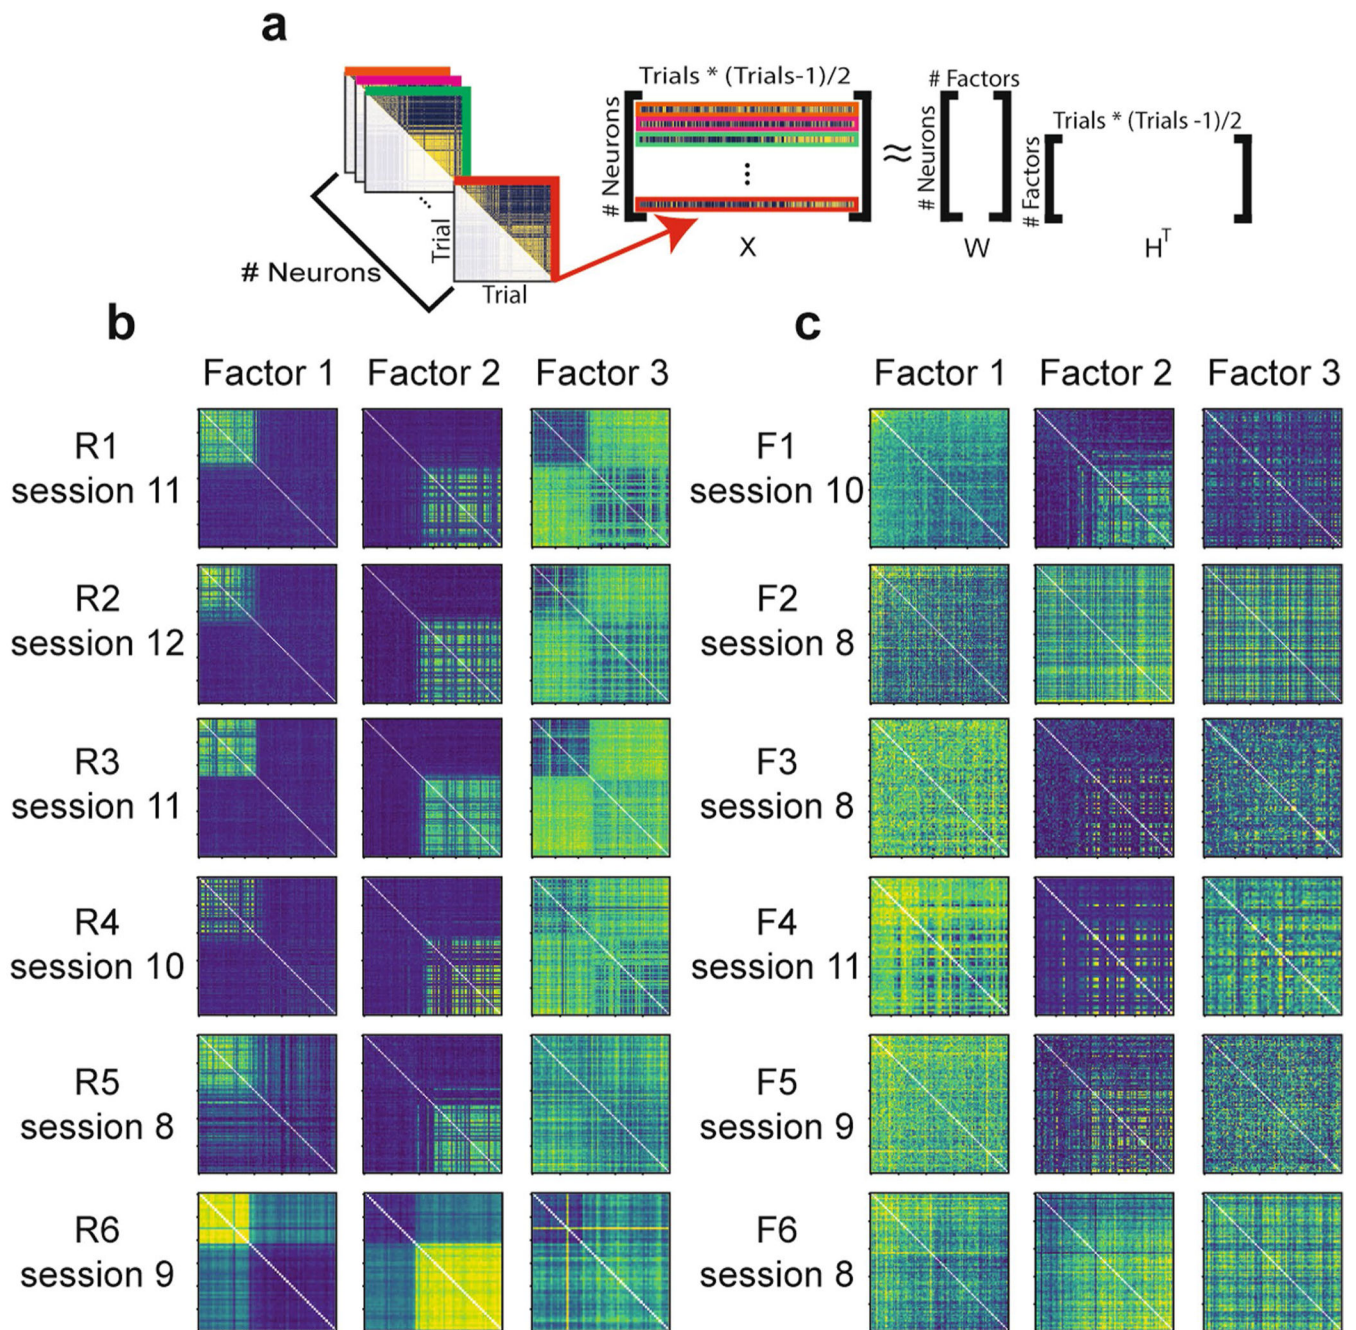 a
Trials * (Trials-1)/2
# Factors
Trials * (Trials -1)/2
# Neurons
# Neurons
# Factors
⋮
Trial
# Neurons
Trial
X
W
H^T
≈
b
c
Factor 1 Factor 2 Factor 3
Factor 1 Factor 2 Factor 3
R1
session 11
F1
session 10
R2
session 12
F2
session 8
R3
session 11
F3
session 8
R4
session 10
F4
session 11
R5
session 8
F5
session 9
R6
session 9
F6
session 8